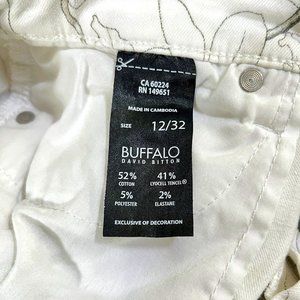 CA 60224
RN 149651
MADE IN CAMBODIA
SIZE 12/32
BUFFALO
DAVID BITTON
52% 41%
COTTON LYOCELL TENCEL®
5% 2%
POLYESTER ELASTANE
EXCLUSIVE OF DECORATION